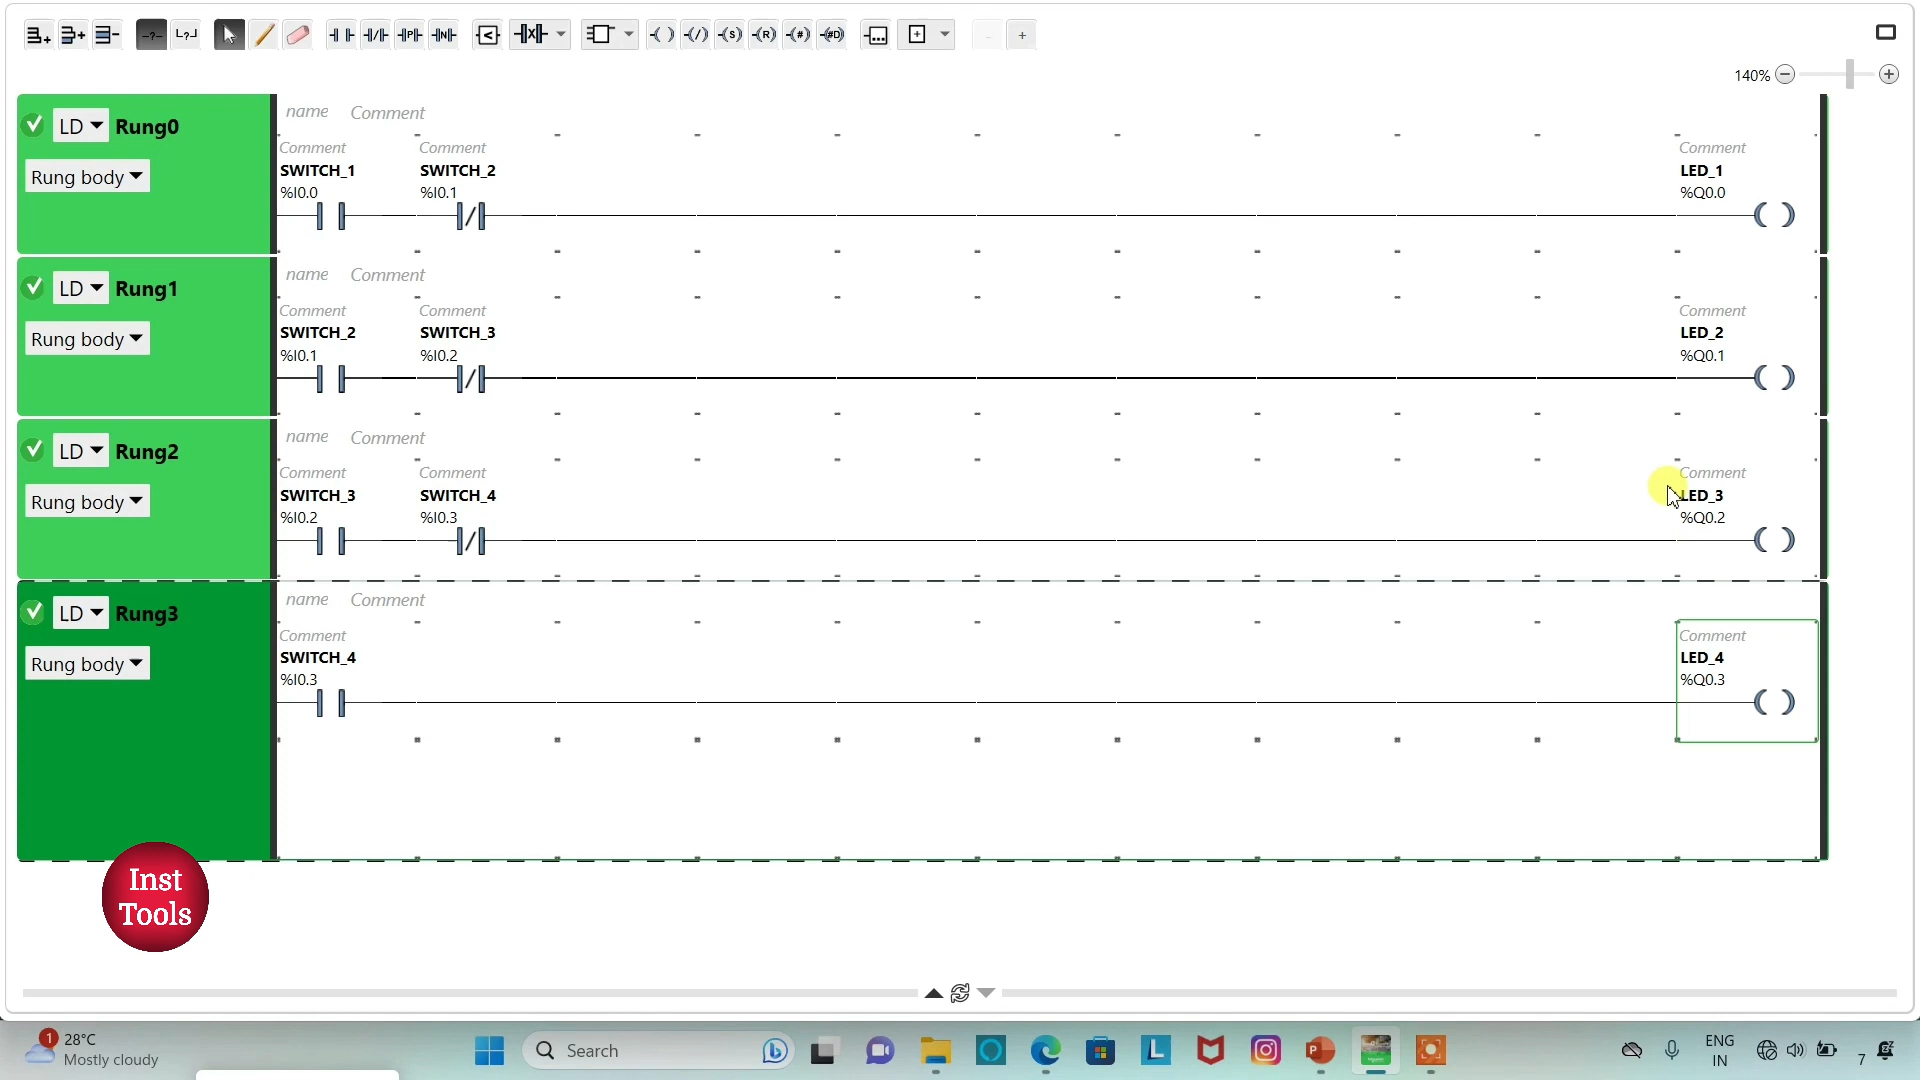 140%
LD Rung0
name Comment
Comment Comment Comment
SWITCH_1 SWITCH_2 LED_1
Rung body
%I0.0 %I0.1 %Q0.0
LD Rung1
name Comment
Comment Comment Comment
SWITCH_2 SWITCH_3 LED_2
Rung body
%I0.1 %I0.2 %Q0.1
LD Rung2
name Comment
Comment Comment Comment
SWITCH_3 SWITCH_4 LED_3
Rung body
%I0.2 %I0.3 %Q0.2
LD Rung3
name Comment
Comment Comment
SWITCH_4 LED_4
Rung body
%I0.3 %Q0.3
Inst
Tools
1 28°C
Mostly cloudy
Search
ENG
IN
7